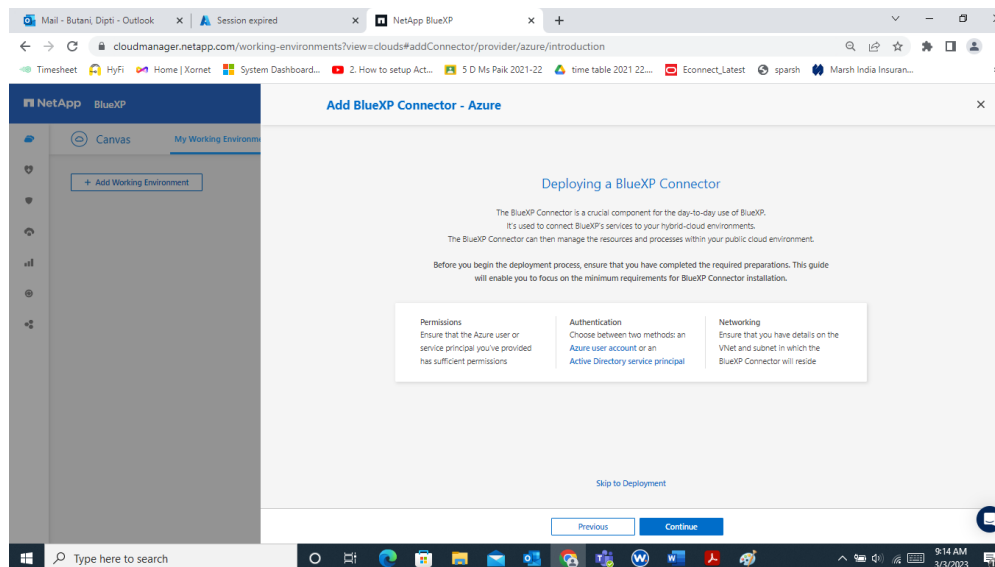 Mail - Butani, Dipti - Outlook
Session expired
NetApp BlueXP
cloudmanager.netapp.com/working-environments?view=clouds#addConnector/provider/azure/introduction
Timesheet
HyFi
Home | Xornet
System Dashboard...
2. How to setup Act...
5 D Ms Paik 2021-22
time table 2021 22....
Econnect_Latest
sparsh
Marsh India Insuran...
NetApp BlueXP
Add BlueXP Connector - Azure
Canvas
My Working Environme
+ Add Working Environment
Deploying a BlueXP Connector
The BlueXP Connector is a crucial component for the day-to-day use of BlueXP.
It's used to connect BlueXP's services to your hybrid-cloud environments.
The BlueXP Connector can then manage the resources and processes within your public cloud environment.
Before you begin the deployment process, ensure that you have completed the required preparations. This guide
will enable you to focus on the minimum requirements for BlueXP Connector installation.
Permissions
Ensure that the Azure user or
service principal you've provided
has sufficient permissions
Authentication
Choose between two methods: an
Azure user account or an
Active Directory service principal
Networking
Ensure that you have details on the
VNet and subnet in which the
BlueXP Connector will reside
Skip to Deployment
Previous
Continue
Type here to search
9:14 AM
3/3/2023